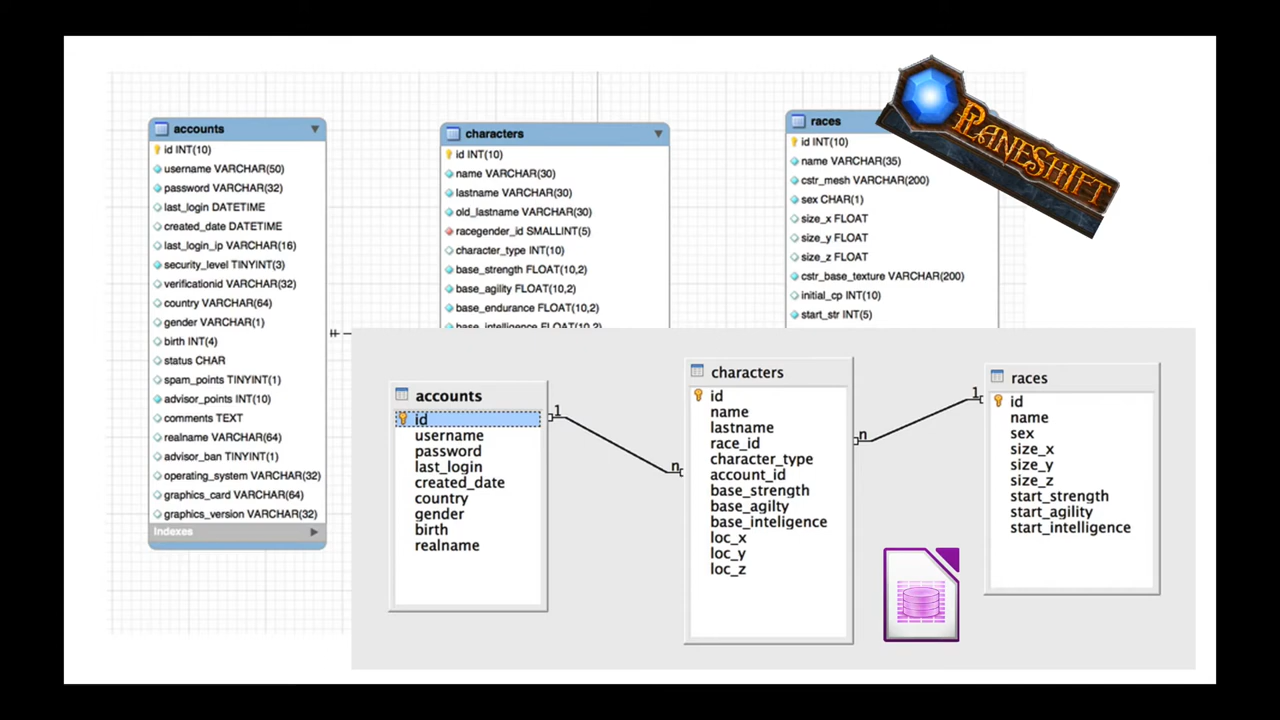 accounts
id INT(10)
username VARCHAR(50)
password VARCHAR(32)
last_login DATETIME
created_date DATETIME
last_login_ip VARCHAR(16)
security_level TINYINT(3)
verificationid VARCHAR(32)
country VARCHAR(64)
gender VARCHAR(1)
birth INT(4)
status CHAR
spam_points TINYINT(1)
advisor_points INT(10)
comments TEXT
realname VARCHAR(64)
advisor_ban TINYINT(1)
operating_system VARCHAR(32)
graphics_card VARCHAR(64)
graphics_version VARCHAR(32)
Indexes
characters
id INT(10)
name VARCHAR(30)
lastname VARCHAR(30)
old_lastname VARCHAR(30)
racegender_id SMALLINT(5)
character_type INT(10)
base_strength FLOAT(10,2)
base_agility FLOAT(10,2)
base_endurance FLOAT(10,2)
base_intelligence FLOAT(10,2)
races
id INT(10)
name VARCHAR(35)
cstr_mesh VARCHAR(200)
sex CHAR(1)
size_x FLOAT
size_y FLOAT
size_z FLOAT
cstr_base_texture VARCHAR(200)
initial_cp INT(10)
start_str INT(5)
PLANESHIFT
accounts
id
username
password
last_login
created_date
country
gender
birth
realname
1
n
characters
id
name
lastname
race_id
character_type
account_id
base_strength
base_agilty
base_inteligence
loc_x
loc_y
loc_z
n
1
races
id
name
sex
size_x
size_y
size_z
start_strength
start_agility
start_intelligence